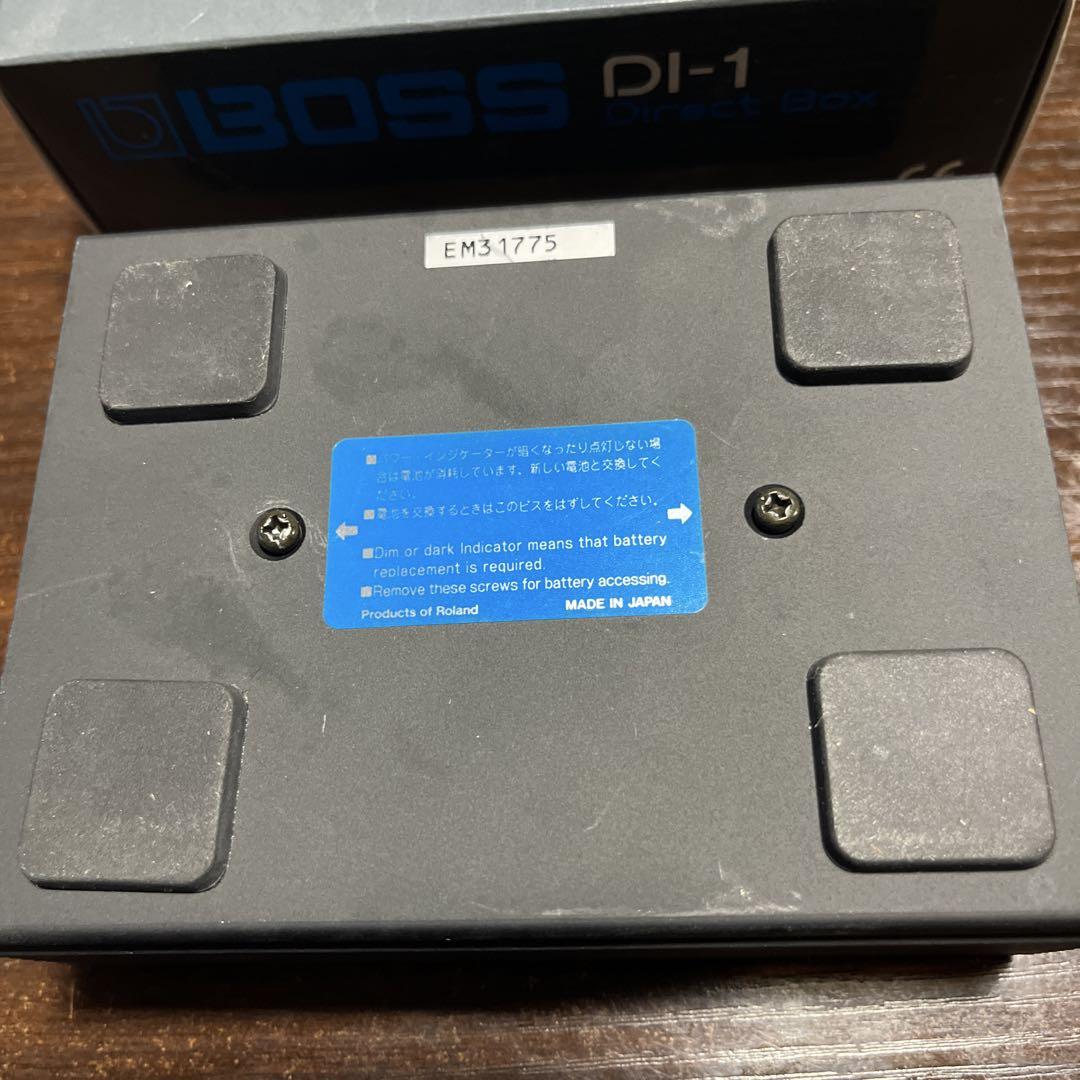 BOSS DI-1
Direct Box
CE
EM31775
■パワー・インジケーターが暗くなったり点灯しない場
合は電池が消耗しています。新しい電池と交換してく
ださい。
■電池を交換するときはこのビスをはずしてください。
■Dim or dark Indicator means that battery
replacement is required.
■Remove these screws for battery accessing.
Products of Roland MADE IN JAPAN